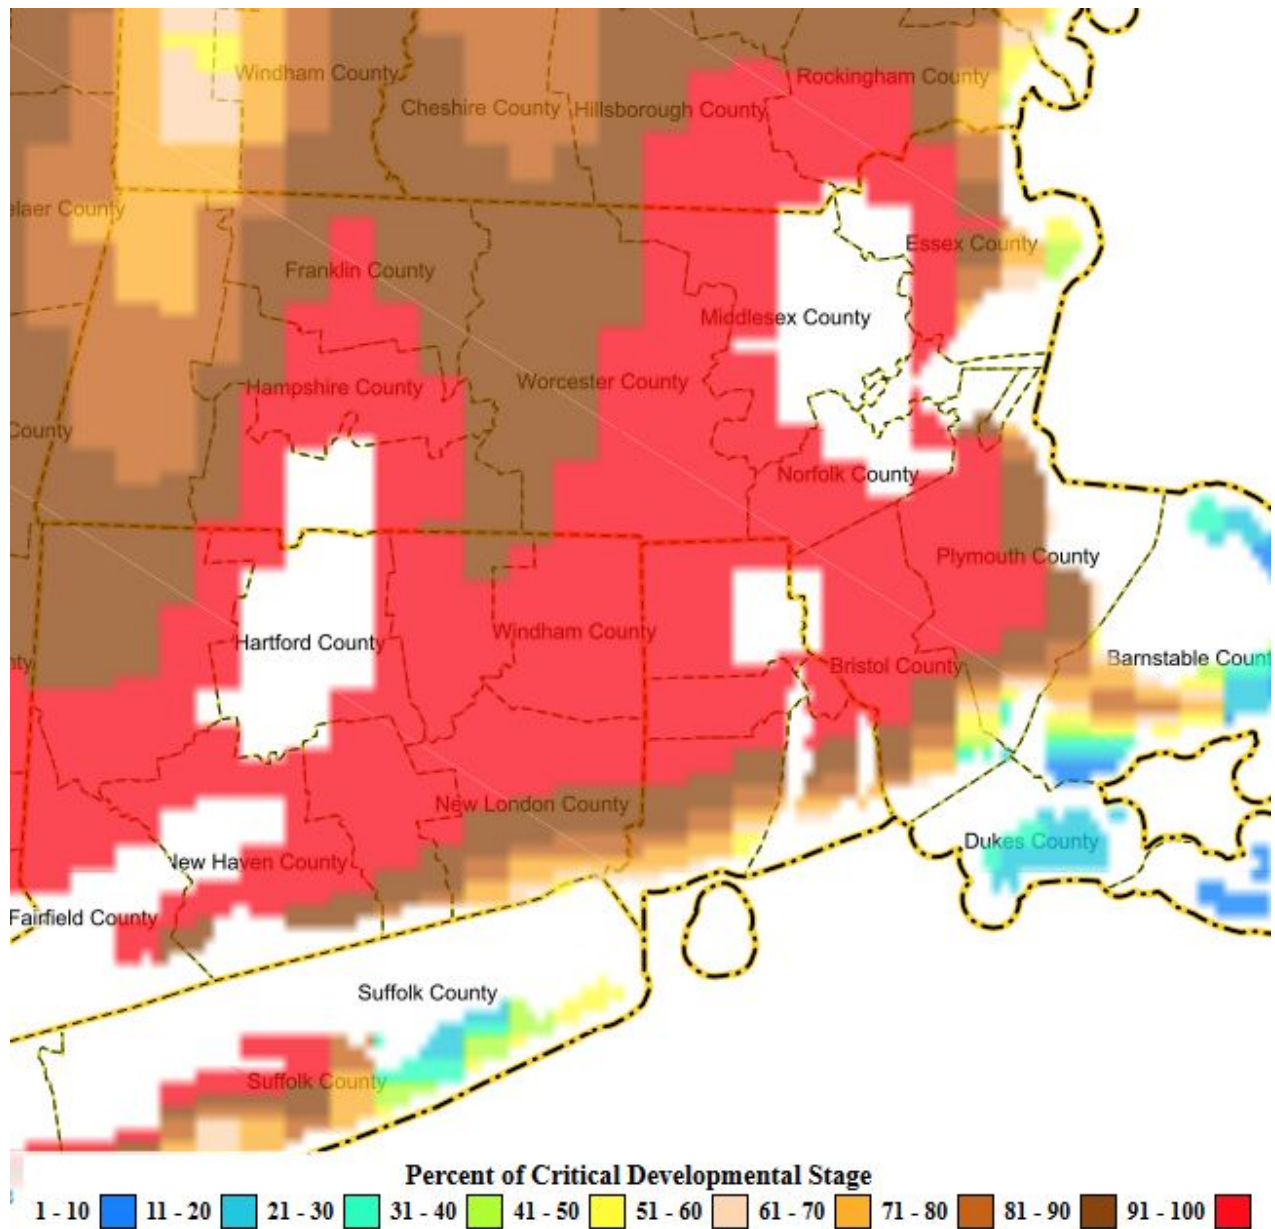 Windham County
Rockingham County
Cheshire County
Hillsborough County
elaer County
Essex County
Franklin County
Middlesex County
Hampshire County
Worcester County
County
Norfolk County
Plymouth County
Hartford County
Windham County
nty
Bristol County
Barnstable Count
New London County
Dukes County
New Haven County
Fairfield County
Suffolk County
Suffolk County
Percent of Critical Developmental Stage
1 - 10 11 - 20 21 - 30 31 - 40 41 - 50 51 - 60 61 - 70 71 - 80 81 - 90 91 - 100